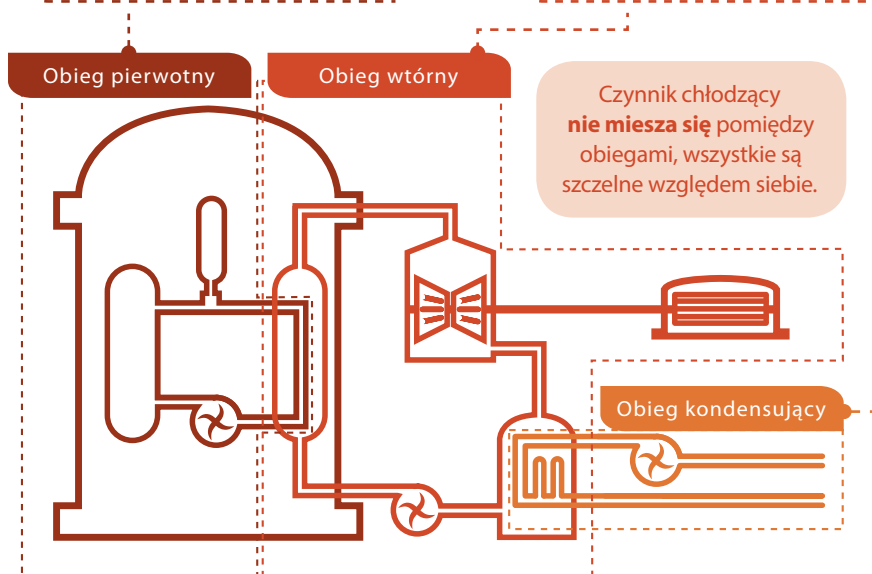 Obieg pierwotny
Obieg wtórny
Czynnik chłodzący
nie miesza się pomiędzy
obiegami, wszystkie są
szczelne względem siebie.
Obieg kondensujący